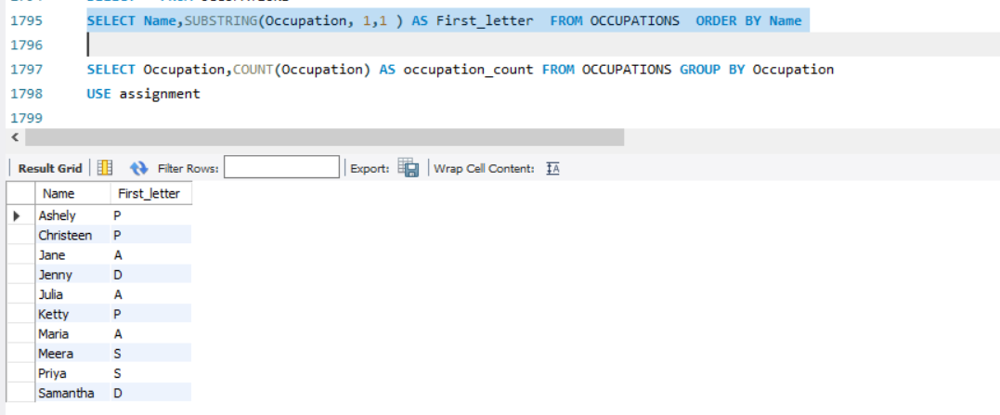 1795 SELECT Name,SUBSTRING(Occupation, 1,1 ) AS First_letter FROM OCCUPATIONS ORDER BY Name
1796
1797 SELECT Occupation,COUNT(Occupation) AS occupation_count FROM OCCUPATIONS GROUP BY Occupation
1798 USE assignment
1799
Result Grid Filter Rows: Export: Wrap Cell Content:
Name First_letter
Ashely P
Christeen P
Jane A
Jenny D
Julia A
Ketty P
Maria A
Meera S
Priya S
Samantha D